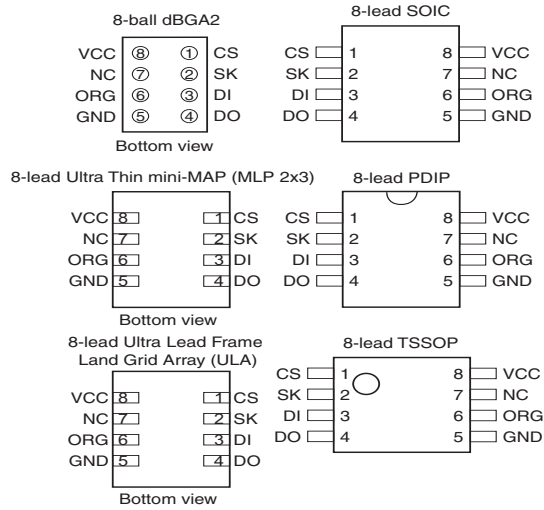 8-ball dBGA2
VCC 8 1 CS
NC 7 2 SK
ORG 6 3 DI
GND 5 4 DO
Bottom view
8-lead SOIC
CS 1 8 VCC
SK 2 7 NC
DI 3 6 ORG
DO 4 5 GND
8-lead Ultra Thin mini-MAP (MLP 2x3)
VCC 8 1 CS
NC 7 2 SK
ORG 6 3 DI
GND 5 4 DO
Bottom view
8-lead PDIP
CS 1 8 VCC
SK 2 7 NC
DI 3 6 ORG
DO 4 5 GND
8-lead Ultra Lead Frame
Land Grid Array (ULA)
VCC 8 1 CS
NC 7 2 SK
ORG 6 3 DI
GND 5 4 DO
Bottom view
8-lead TSSOP
CS 1 8 VCC
SK 2 7 NC
DI 3 6 ORG
DO 4 5 GND